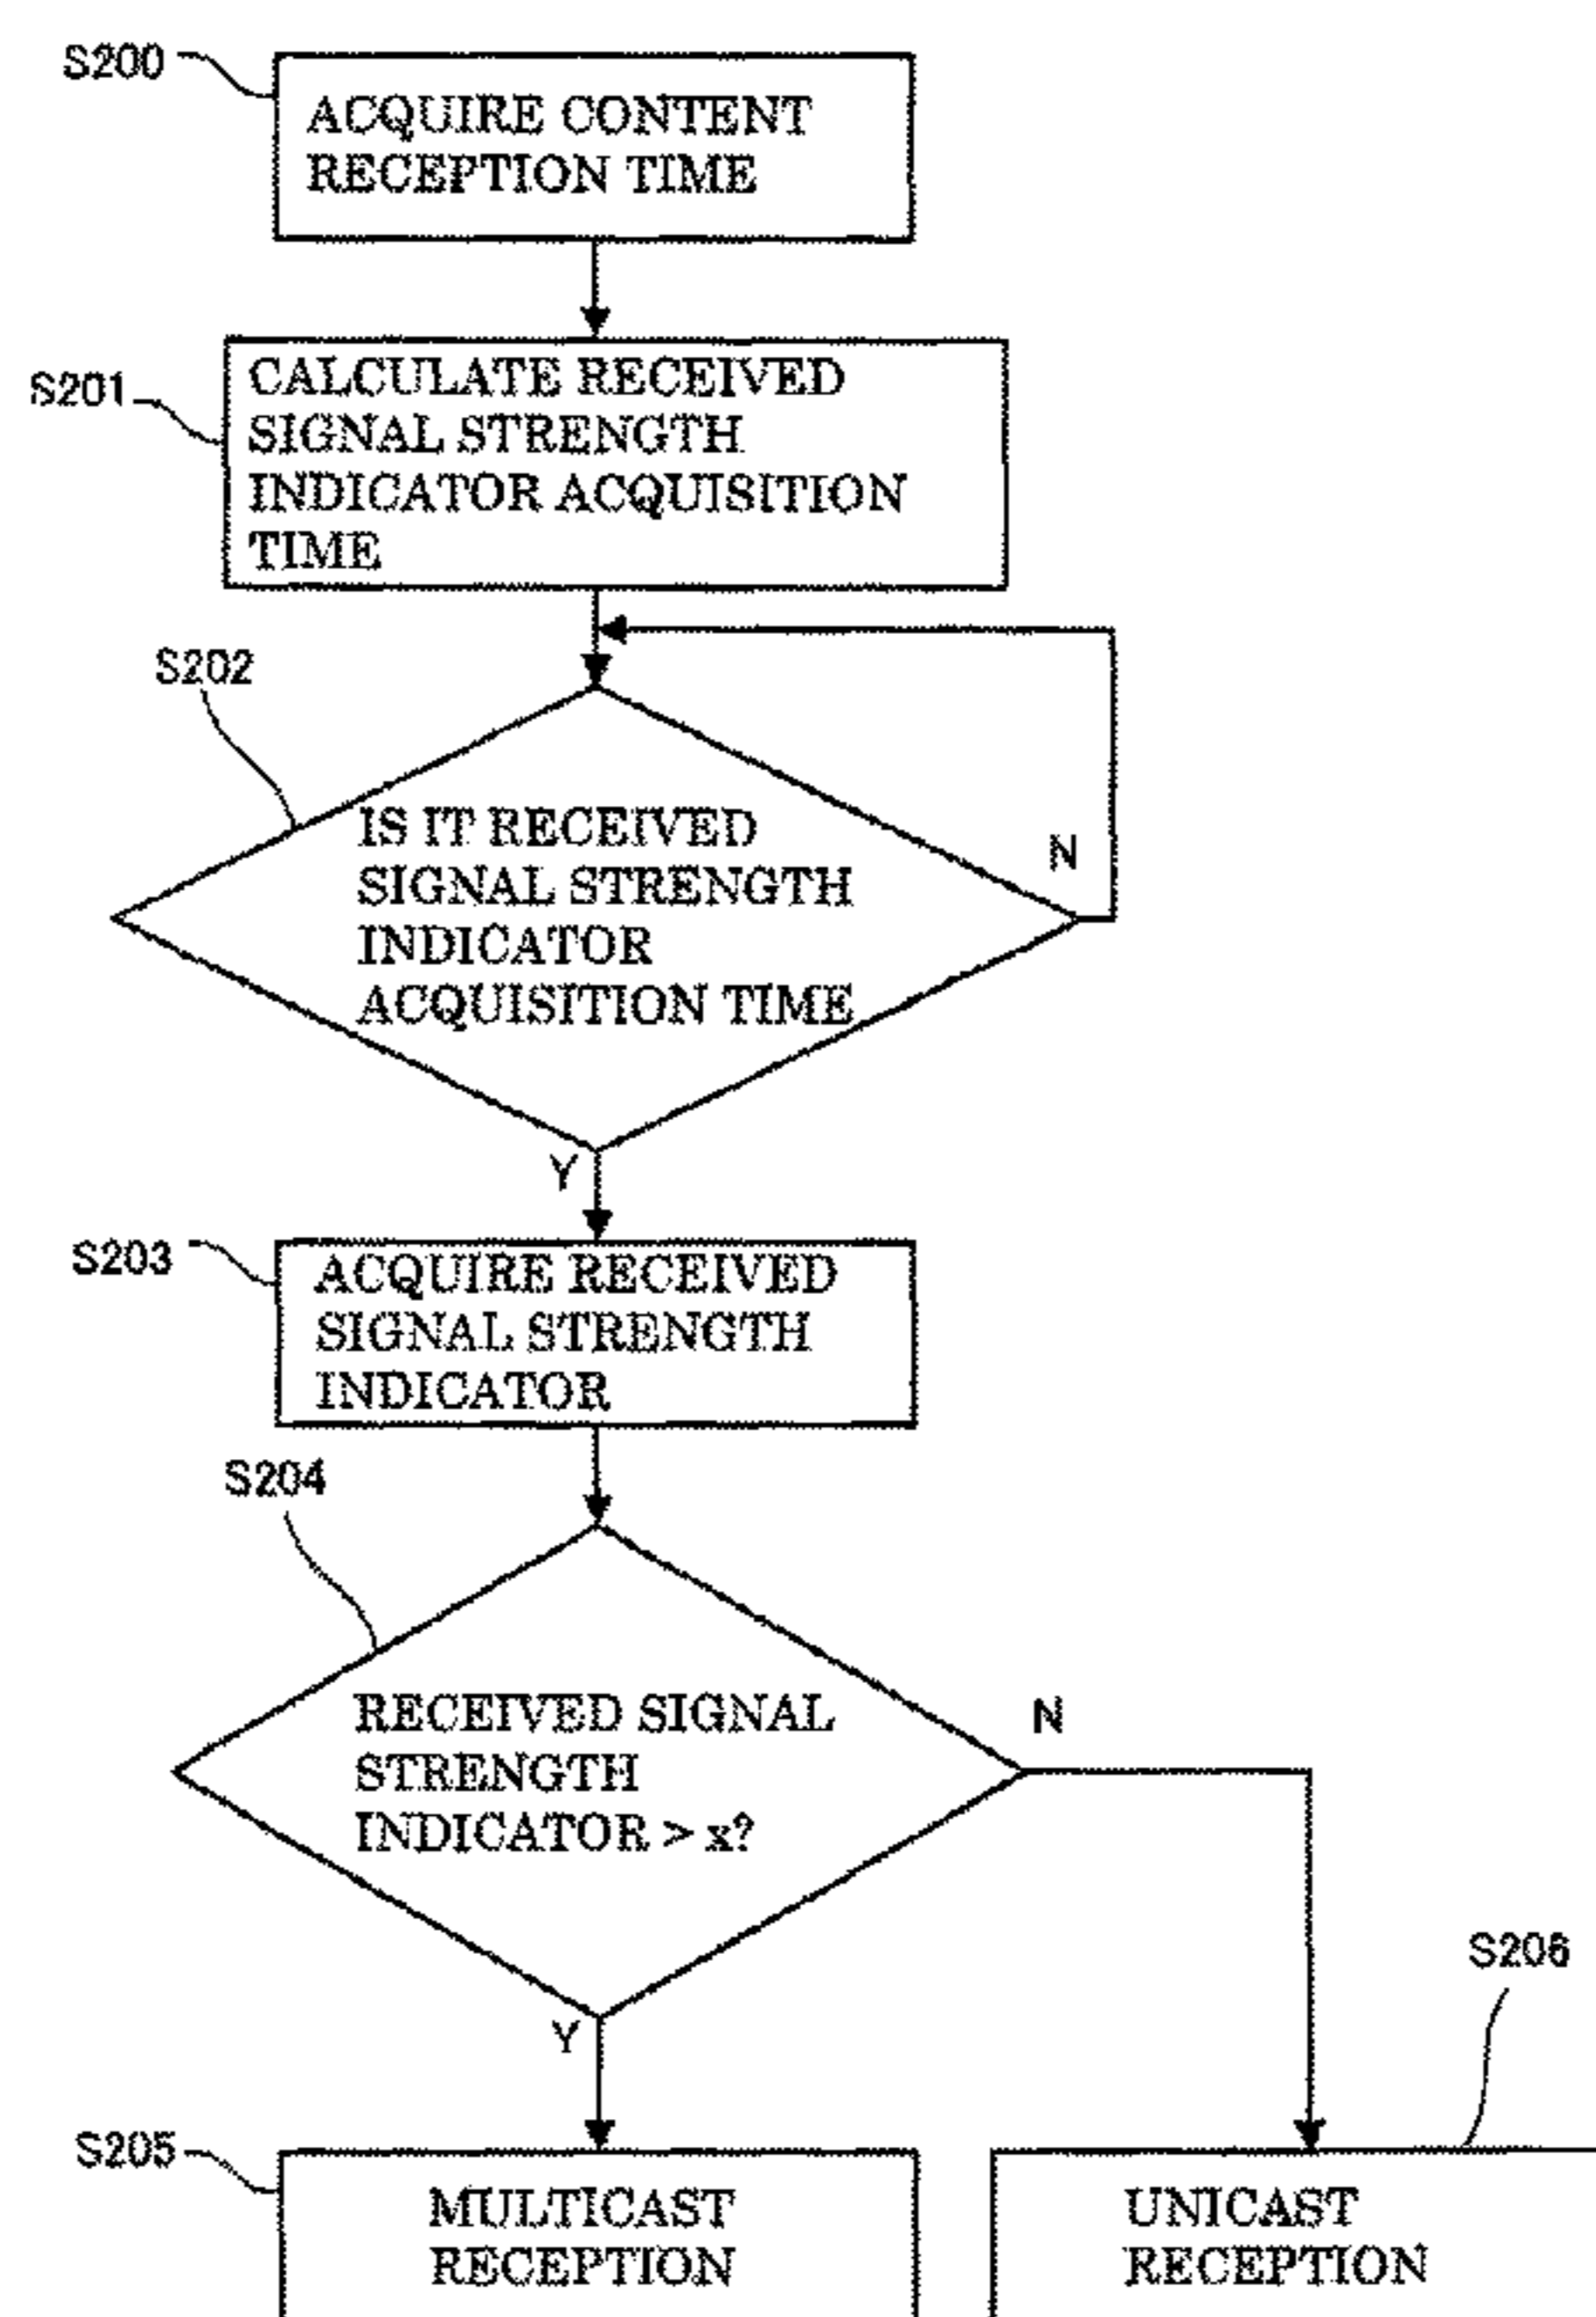 S200
ACQUIRE CONTENT
RECEPTION TIME
S201
CALCULATE RECEIVED
SIGNAL STRENGTH
INDICATOR ACQUISITION
TIME
S202
IS IT RECEIVED
SIGNAL STRENGTH
INDICATOR
ACQUISITION TIME
N
Y
S203
ACQUIRE RECEIVED
SIGNAL STRENGTH
INDICATOR
S204
RECEIVED SIGNAL
STRENGTH
INDICATOR > x?
N
Y
S205
MULTICAST
RECEPTION
S206
UNICAST
RECEPTION